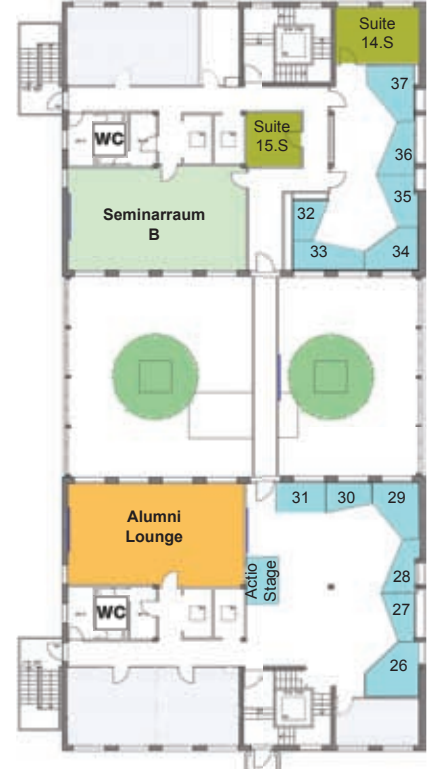 Suite
14.S
37
WC
Suite
15.S
36
35
Seminarraum
B
32
33
34
31
30
29
Alumni
Lounge
Actio
Stage
28
27
WC
26